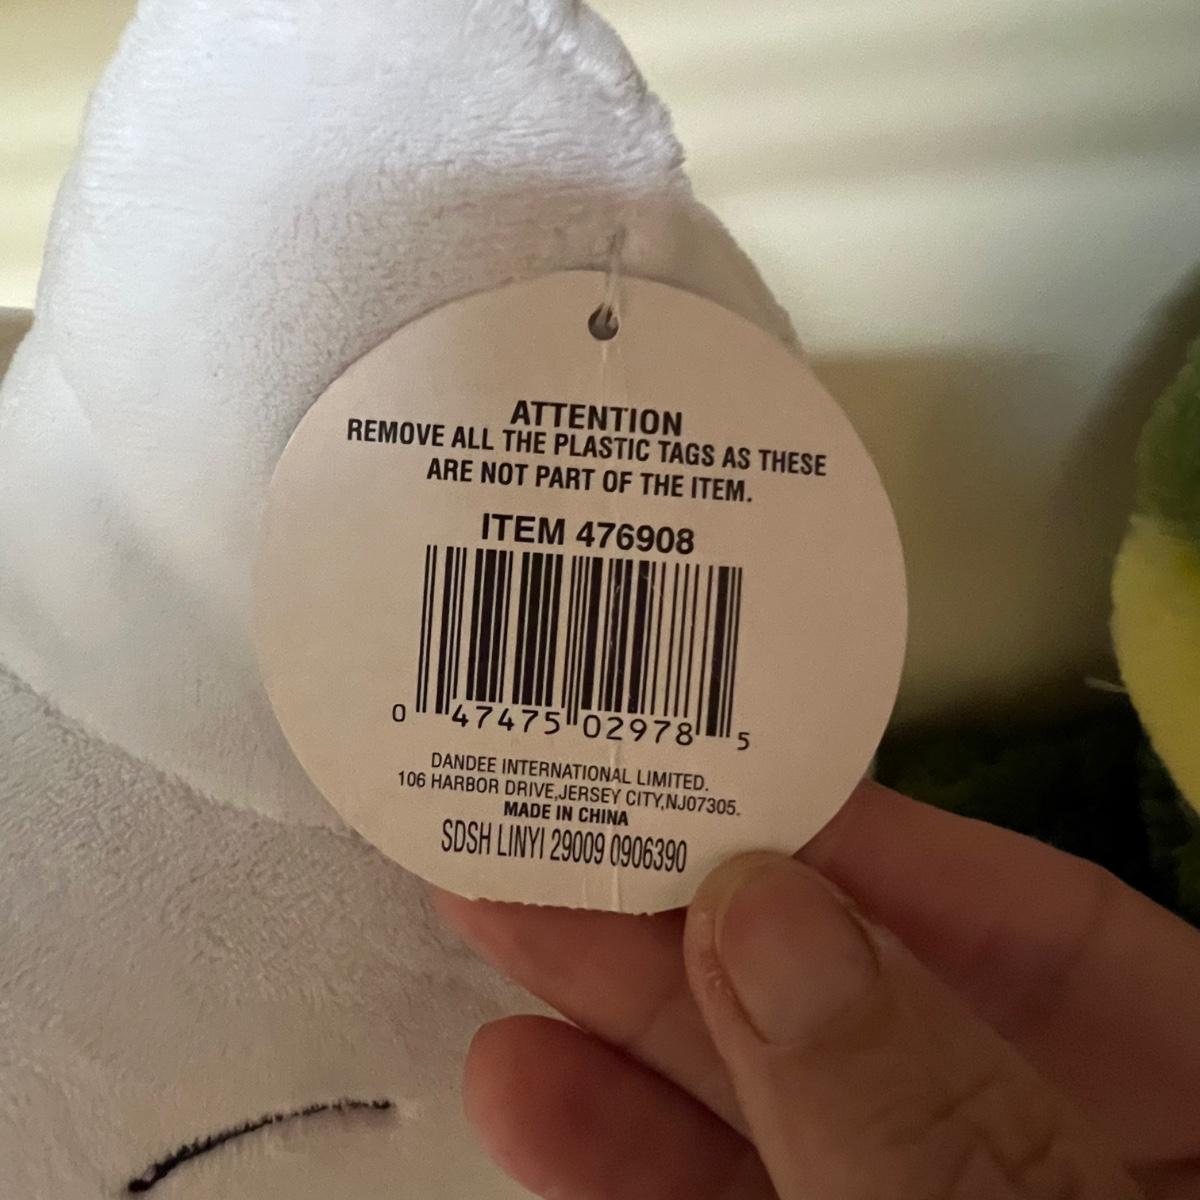 ATTENTION
REMOVE ALL THE PLASTIC TAGS AS THESE
ARE NOT PART OF THE ITEM.
ITEM 476908
0 47475 02978 5
DANDEE INTERNATIONAL LIMITED.
106 HARBOR DRIVE,JERSEY CITY,NJ07305.
MADE IN CHINA
SDSH LINYI 29009 0906390